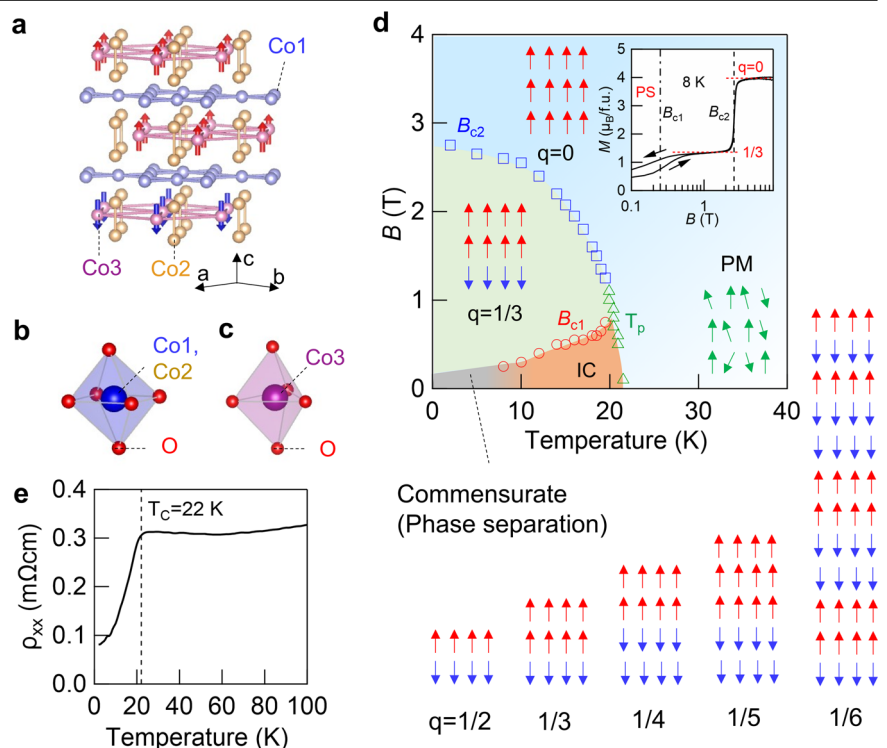 a
Co1
Co3
Co2
a
c
b
b
Co1,
Co2
O
c
Co3
O
d
4
3
2
1
0
B (T)
0
10
20
30
40
Temperature (K)
Bc2
q=0
q=1/3
Bc1
IC
Tp
PM
5
4
3
2
1
0
M (μB/f.u.)
0.1
1
B (T)
PS
8 K
Bc1
Bc2
q=0
1/3
Commensurate
(Phase separation)
q=1/2
1/3
1/4
1/5
1/6
e
0.4
0.3
0.1
0.0
ρxx (mΩcm)
TC=22 K
0
20
40
60
80
100
Temperature (K)